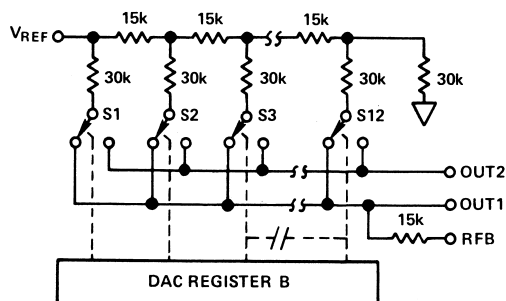 15k 15k 15k
VREF
30k 30k 30k 30k 30k
S1 S2 S3 S12
OUT2
OUT1
15k
RFB
DAC REGISTER B